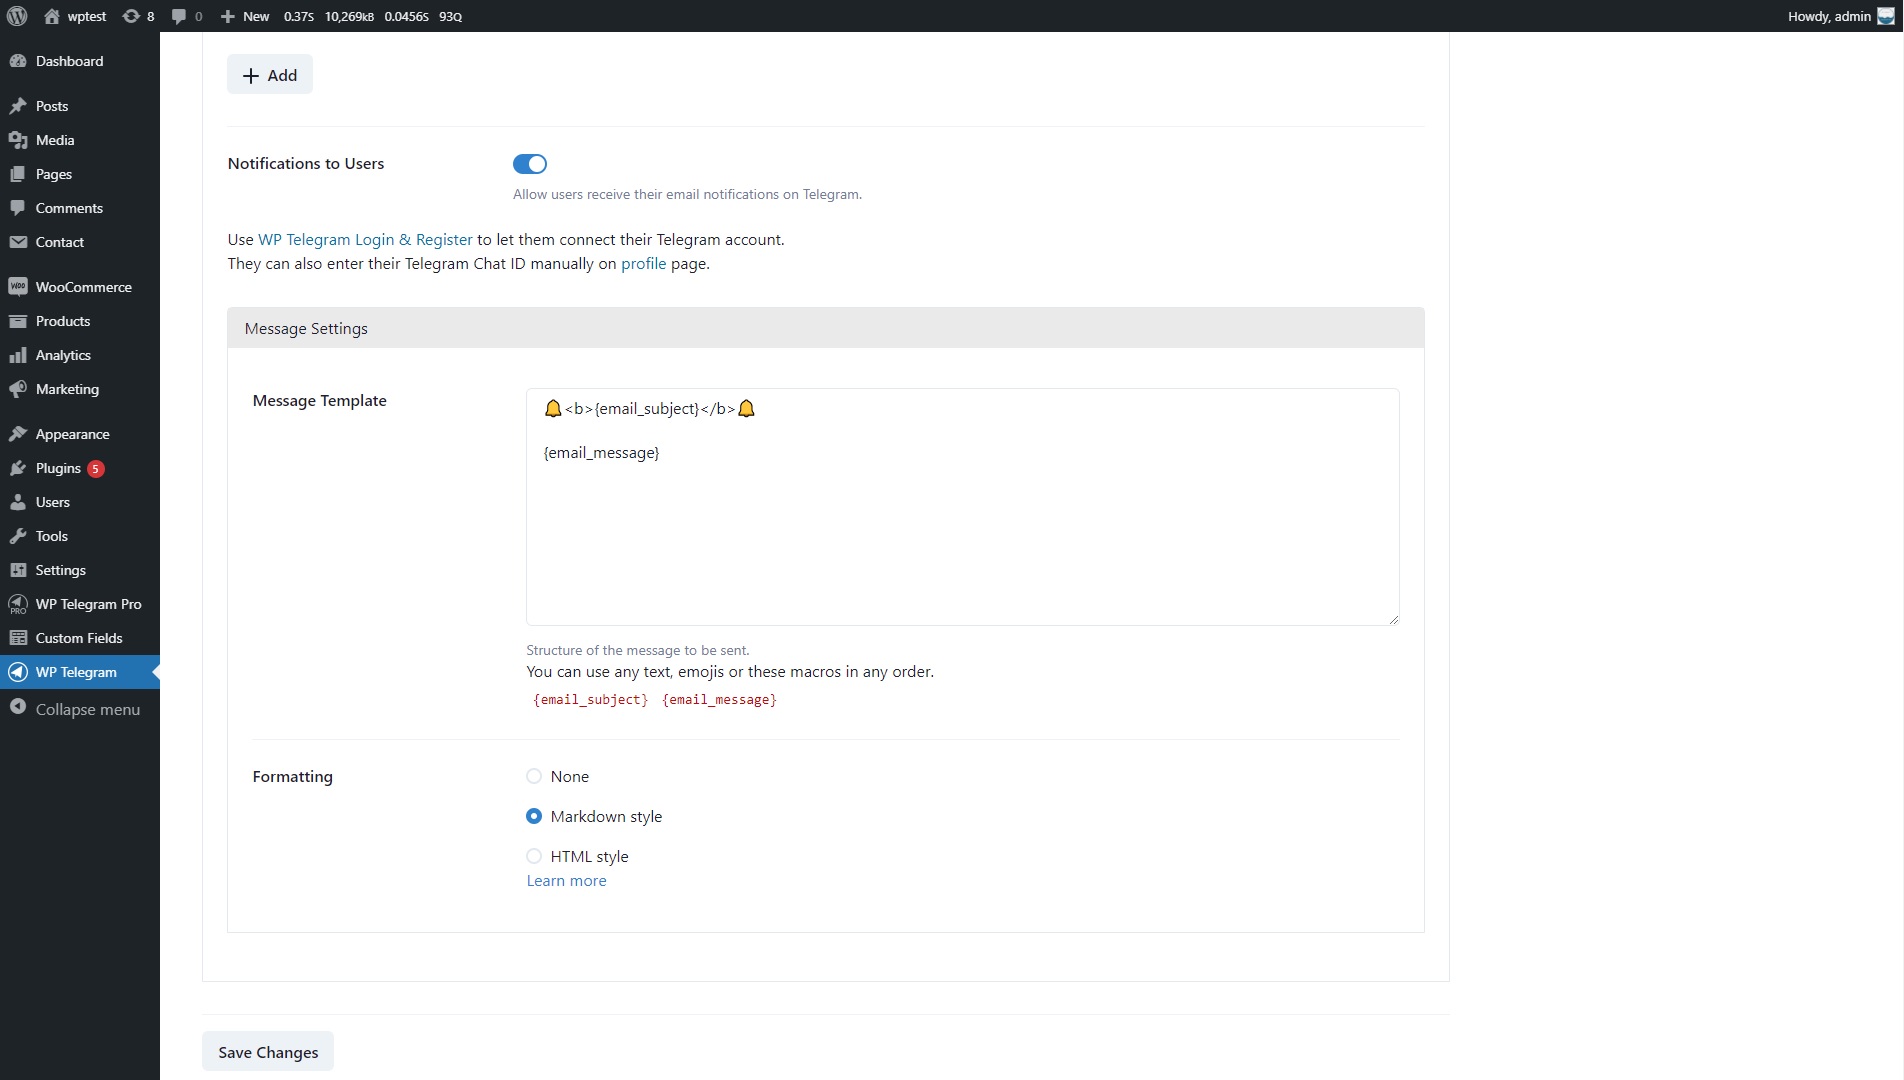 wptest 8 0 New 0.37s 10,269kB 0.0456s 93Q Howdy, admin
Dashboard
Posts
Media
Pages
Comments
Contact
WooCommerce
Products
Analytics
Marketing
Appearance
Plugins 5
Users
Tools
Settings
PRO WP Telegram Pro
Custom Fields
WP Telegram
Collapse menu
Add
Notifications to Users
Allow users receive their email notifications on Telegram.
Use WP Telegram Login & Register to let them connect their Telegram account.
They can also enter their Telegram Chat ID manually on profile page.
Message Settings
Message Template
🔔<b>{email_subject}</b>🔔
{email_message}
Structure of the message to be sent.
You can use any text, emojis or these macros in any order.
{email_subject} {email_message}
Formatting
None
Markdown style
HTML style
Learn more
Save Changes